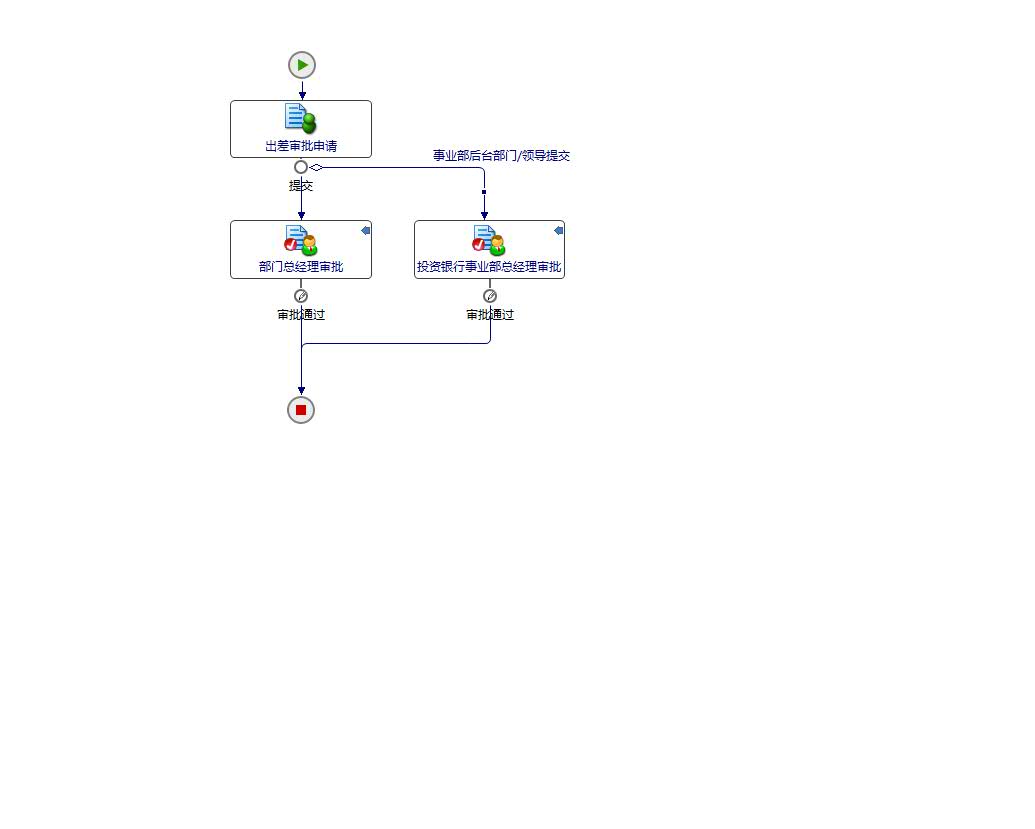 出差审批申请
事业部后台部门/领导提交
提交
部门总经理审批
投资银行事业部总经理审批
审批通过
审批通过